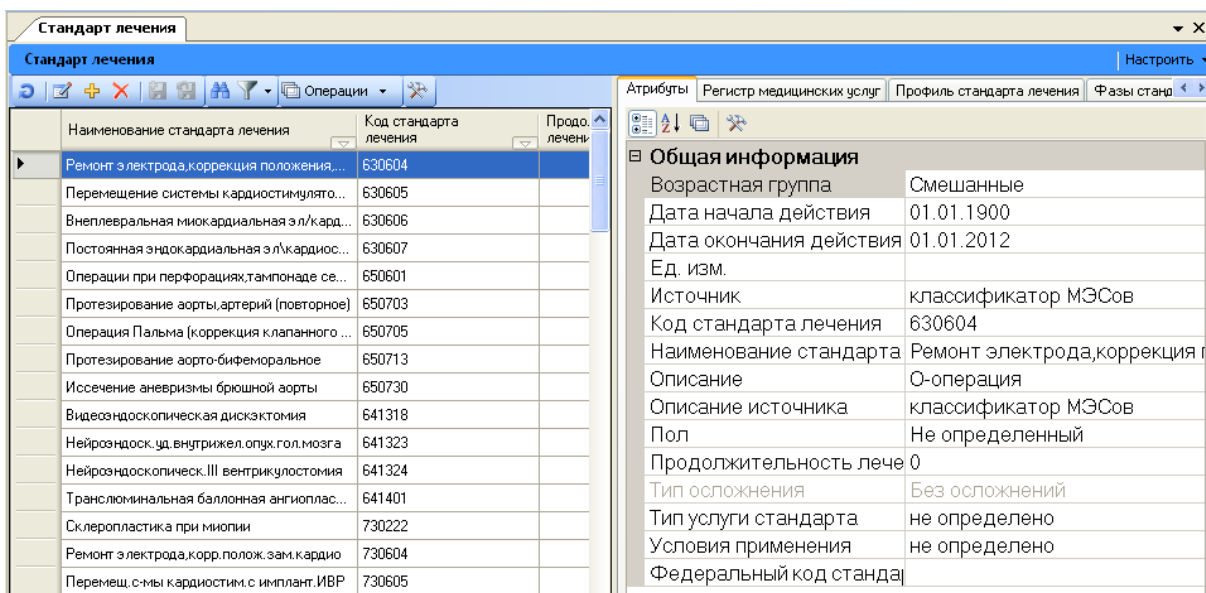 Стандарт лечения
Стандарт лечения
Настроить
Операции
Наименование стандарта лечения
Код стандарта
лечения
Продо.
лечени
Ремонт электрода,коррекция положения,... 630604
Перемещение системы кардиостимулято... 630605
Внеплевральная миокардиальная эл/кард... 630606
Постоянная эндокардиальная эл\кардиос... 630607
Операции при перфорациях,тампонаде се... 650601
Протезирование аорты,артерий (повторное) 650703
Операция Пальма (коррекция клапанного ... 650705
Протезирование аорто-бифеморальное 650713
Иссечение аневризмы брюшной аорты 650730
Видеоэндоскопическая дискэктомия 641318
Нейроэндоск.уд.внутрижел.опух.гол.мозга 641323
Нейроэндоскопическ.III вентрикулостомия 641324
Транслюминальная баллонная ангиоплас... 641401
Склеропластика при миопии 730222
Ремонт электрода,корр.полож.зам.кардио 730604
Перемещ.с-мы кардиостим.с имплант.ИВР 730605
Атрибуты Регистр медицинских услуг Профиль стандарта лечения Фазы станд
Общая информация
Возрастная группа Смешанные
Дата начала действия 01.01.1900
Дата окончания действия 01.01.2012
Ед. изм.
Источник классификатор МЭСов
Код стандарта лечения 630604
Наименование стандарта Ремонт электрода,коррекция
Описание О-операция
Описание источника классификатор МЭСов
Пол Не определенный
Продолжительность лече 0
Тип осложнения Без осложнений
Тип услуги стандарта не определено
Условия применения не определено
Федеральный код станда